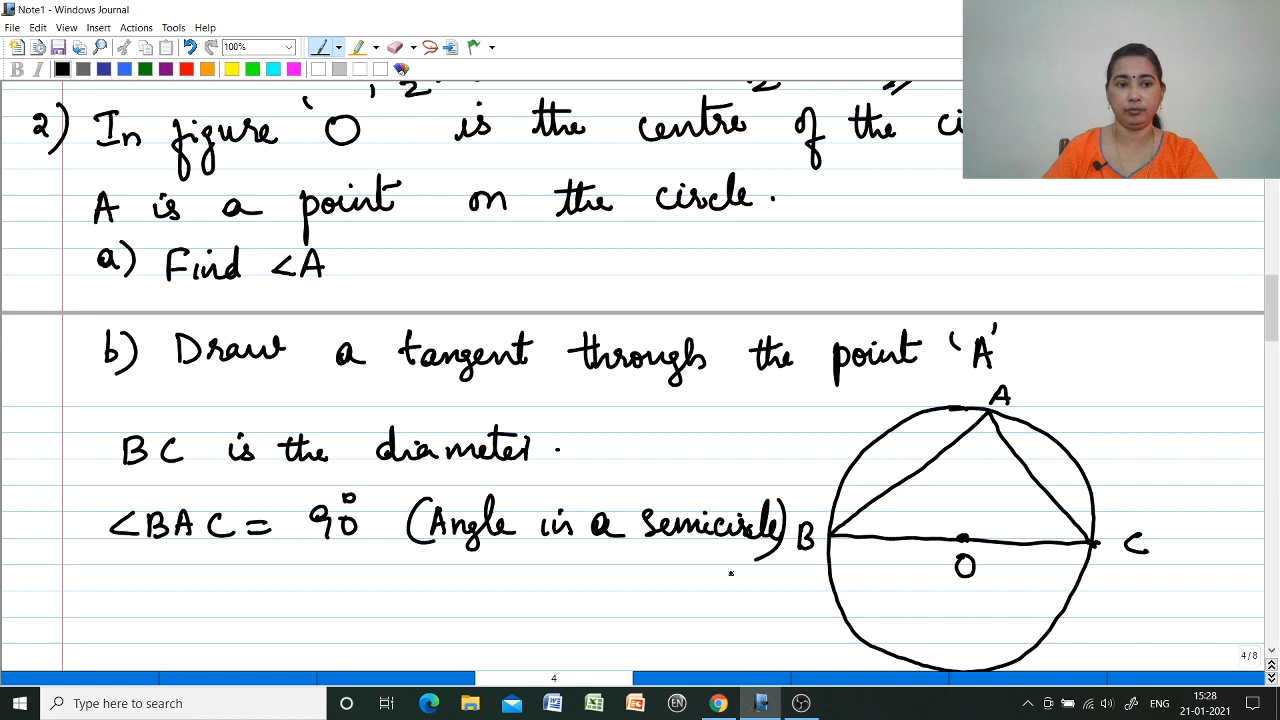 Note1 - Windows Journal
File Edit View Insert Actions Tools Help
100%
B I
2) In figure 'O' is the centre of the ci
A is a point on the circle.
a) Find ∠A
b) Draw a tangent through the point 'A'
A
BC is the diameter.
∠BAC = 90° (Angle in a semicircle)
B
C
O
4 / 8
4
Type here to search
EN
ENG
15:28
21-01-2021